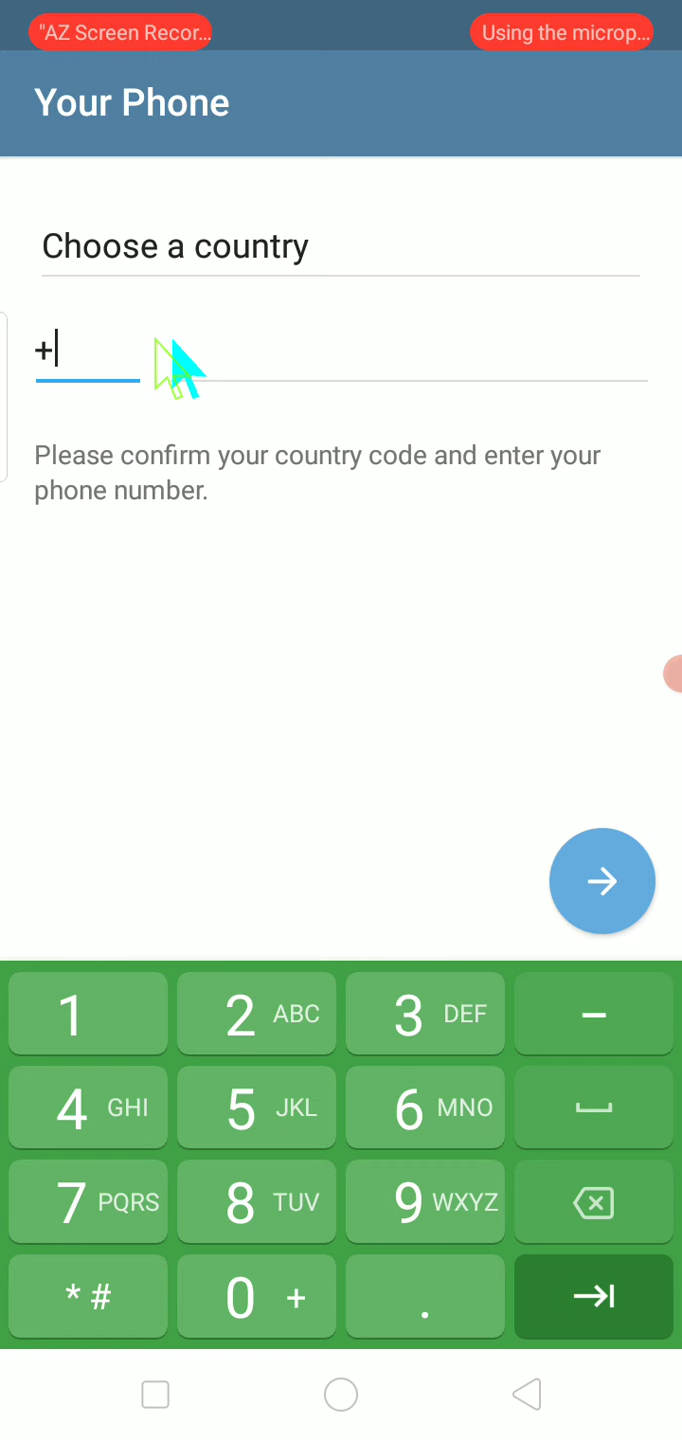 "AZ Screen Recor...
Using the microp...
Your Phone
Choose a country
+
Please confirm your country code and enter your
phone number.
1
2 ABC
3 DEF
–
4 GHI
5 JKL
6 MNO
7 PQRS
8 TUV
9 WXYZ
* #
0 +
.